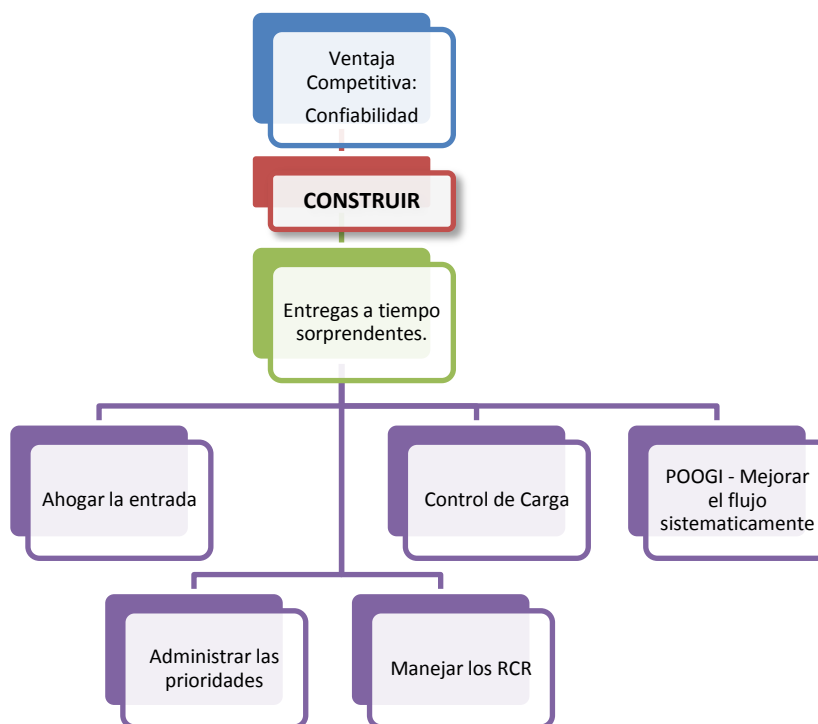 Ventaja
Competitiva:
Confiabilidad
CONSTRUIR
Entregas a tiempo
sorprendentes.
Ahogar la entrada
Control de Carga
POOGI - Mejorar
el flujo
sistematicamente
Administrar las
prioridades
Manejar los RCR